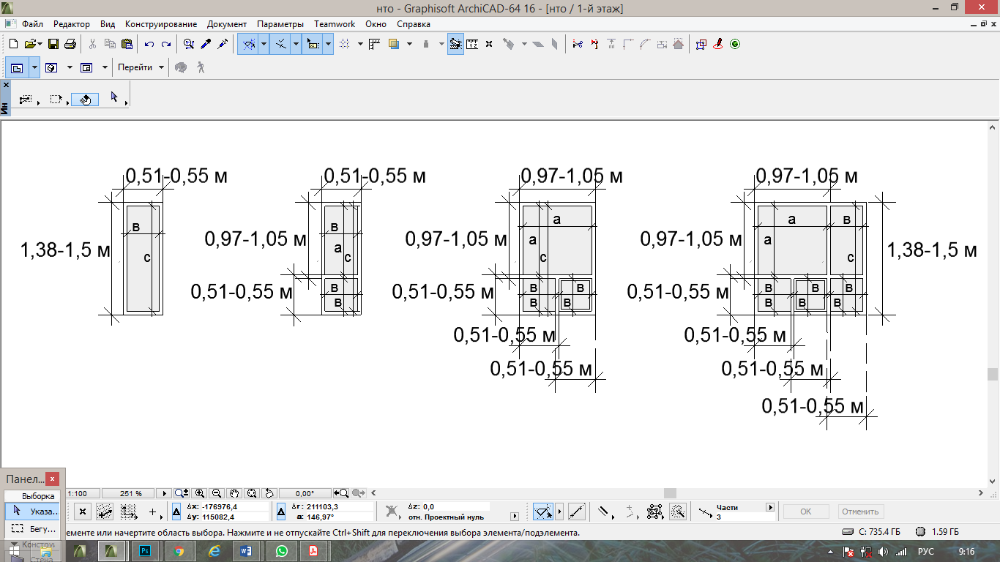 нто - Graphisoft ArchiCAD-64 16 - [нто / 1-й этаж]
Файл Редактор Вид Конструирование Документ Параметры Teamwork Окно Справка
Перейти
Ин
0,51-0,55 м 0,51-0,55 м 0,97-1,05 м 0,97-1,05 м
в в а а в
1,38-1,5 м 0,97-1,05 м 0,97-1,05 м 0,97-1,05 м 1,38-1,5 м
с а с а с а с
0,51-0,55 м 0,51-0,55 м 0,51-0,55 м
в в в в в в
в в в в в в
0,51-0,55 м 0,51-0,55 м
0,51-0,55 м 0,51-0,55 м
0,51-0,55 м
Панел...
Выборка
Указа..
Бегу...
Стена
1:100 251 % 0,00°
Δx: -176976,4
Δy: 115082,4
Δr: 211103,3
a: 146,97°
Δz: 0,0
отн. Проектный нуль
Части
3
OK Отменить
ементе или начертите область выбора. Нажмите и не отпускайте Ctrl+Shift для переключения выбора элемента/подэлемента.
C: 735.4 ГБ 1.59 ГБ
РУС 9:16